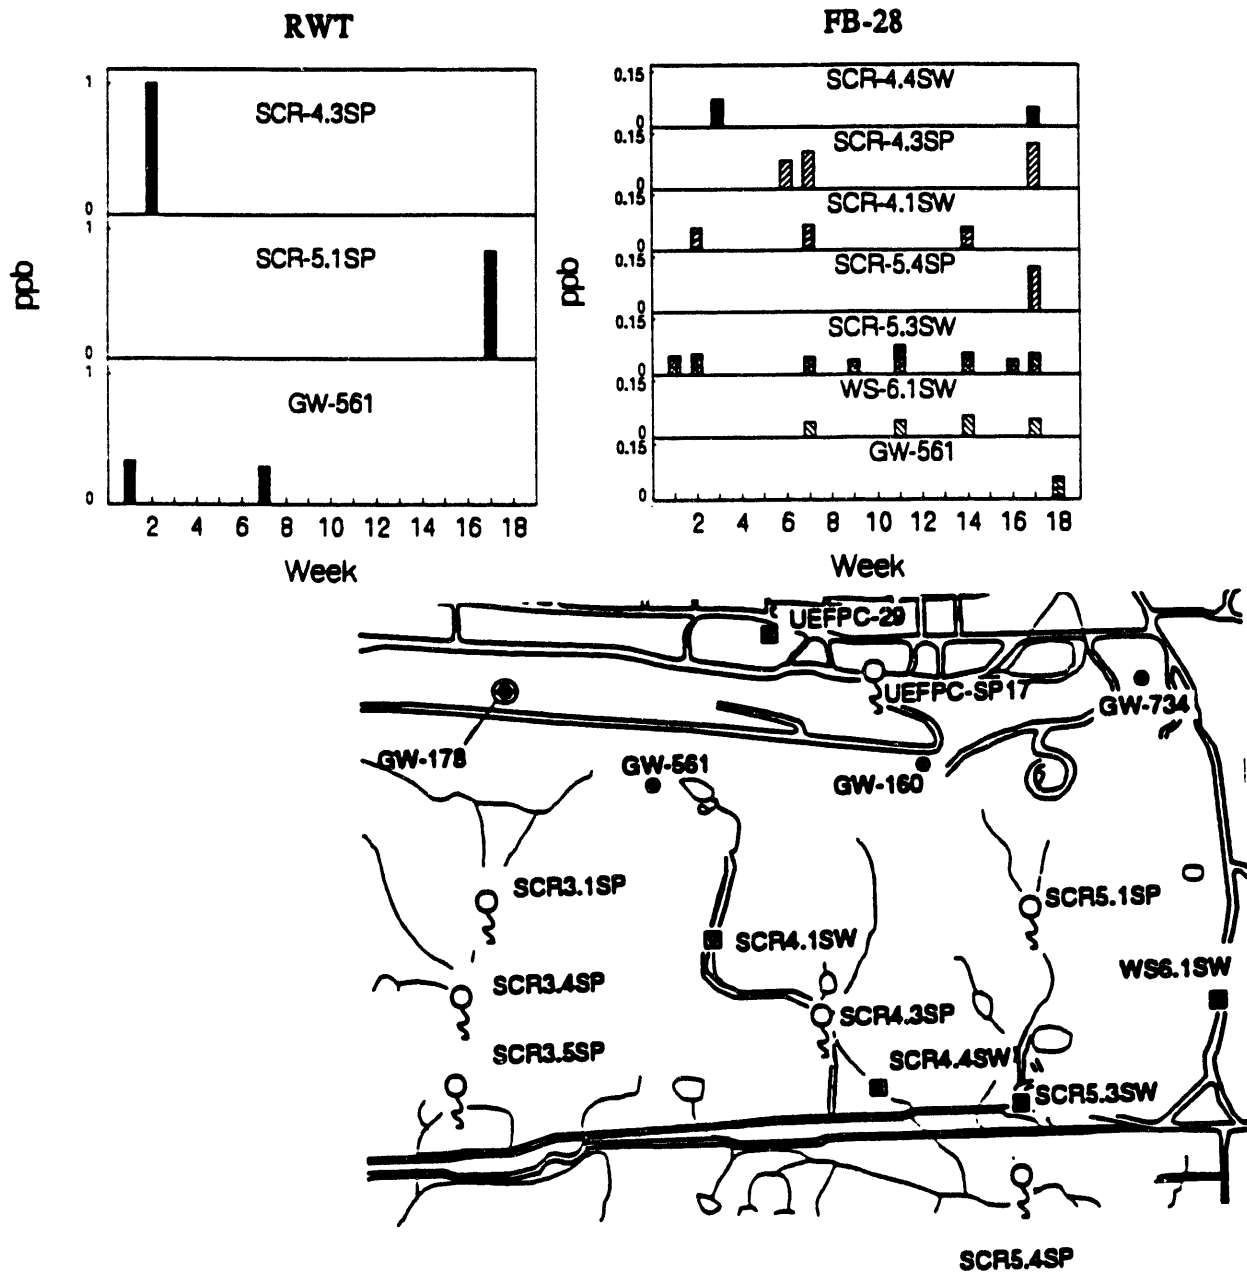 RWT
FB-28
1
SCR-4.3SP
0
1
SCR-5.1SP
0
1
GW-561
0
ppb
2 4 6 8 10 12 14 16 18
Week
0.15
SCR-4.4SW
0
0.15
SCR-4.3SP
0
0.15
SCR-4.1SW
0
0.15
SCR-5.4SP
0
0.15
SCR-5.3SW
0
0.15
WS-6.1SW
0
0.15
GW-561
0
ppb
2 4 6 8 10 12 14 16 18
Week
UEFPC-29
UEFPC-SP17
GW-734
GW-178
GW-561
GW-160
SCR3.1SP
SCR5.1SP
SCR4.1SW
WS6.1SW
SCR3.4SP
SCR4.3SP
SCR3.5SP
SCR4.4SW
SCR5.3SW
SCR5.4SP